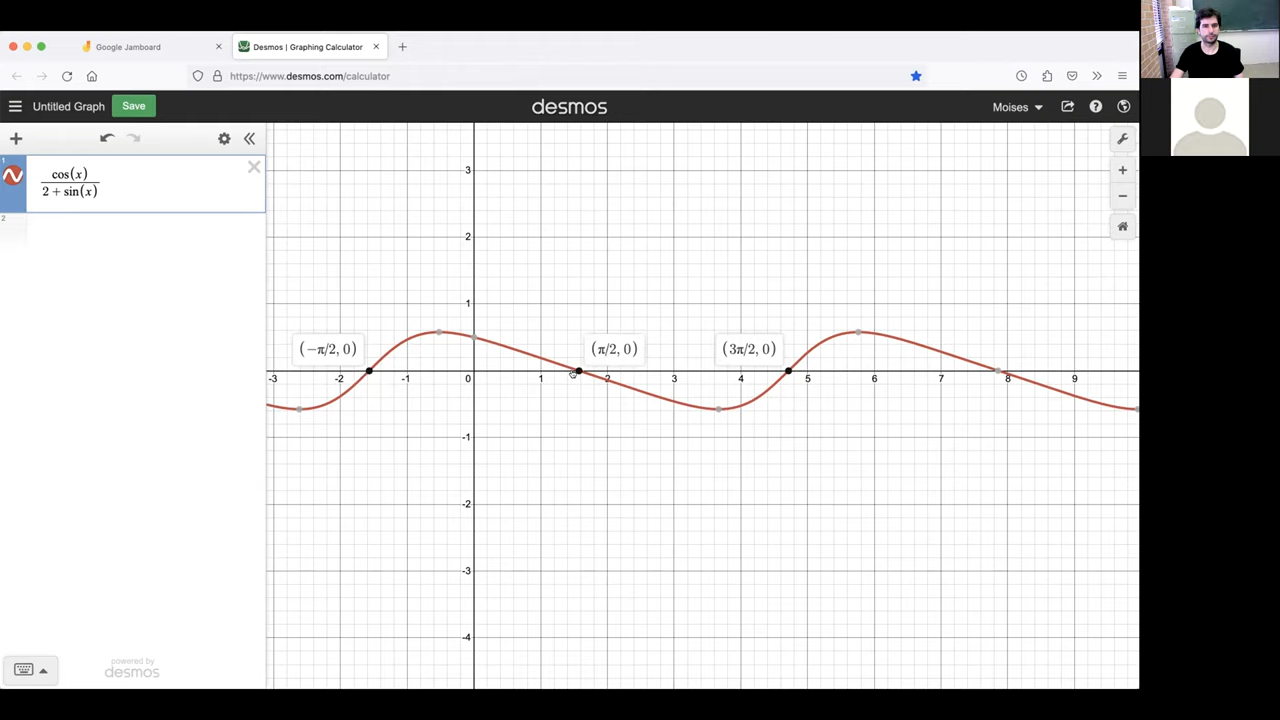 Google Jamboard
Desmos | Graphing Calculator
https://www.desmos.com/calculator
Untitled Graph
Save
desmos
Moises
1
cos(x)
2 + sin(x)
2
3
2
1
(−π/2, 0)
(π/2, 0)
(3π/2, 0)
-3 -2 -1 0 1 2 3 4 5 6 7 8 9
-1
-2
-3
-4
powered by
desmos